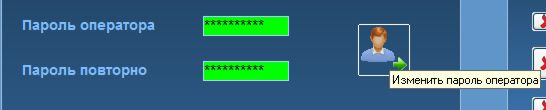 Пароль оператора **********
Пароль повторно **********
Изменить пароль оператора